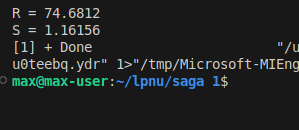 R = 74.6812
S = 1.16156
[1] + Done "/u
u0teebq.ydr" 1>"/tmp/Microsoft-MIEng
max@max-user:~/lpnu/saga 1$